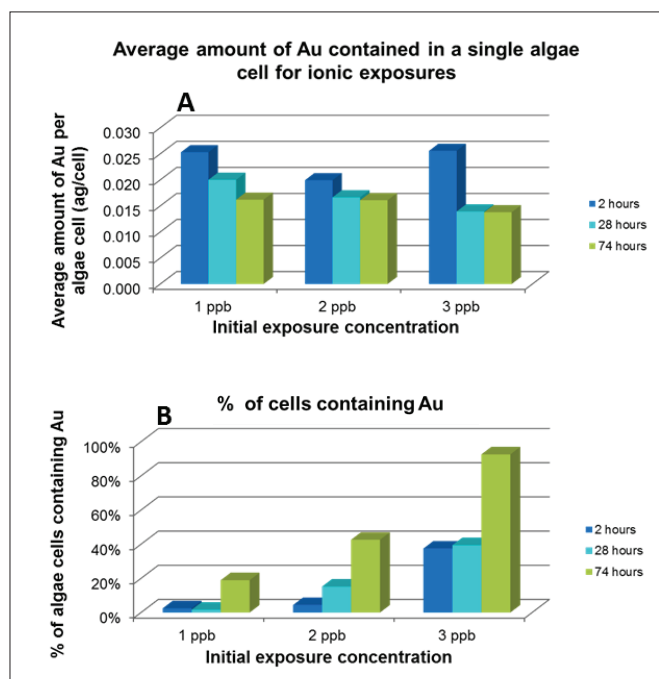 Average amount of Au contained in a single algae
cell for ionic exposures
A
Average amount of Au per
algae cell (ag/cell)
0.030
0.025
0.020
0.015
0.010
0.005
0.000
1 ppb
2 ppb
3 ppb
Initial exposure concentration
2 hours
28 hours
74 hours
B
% of cells containing Au
% of algae cells containing Au
100%
80%
60%
40%
20%
0%
1 ppb
2 ppb
3 ppb
Initial exposure concentration
2 hours
28 hours
74 hours